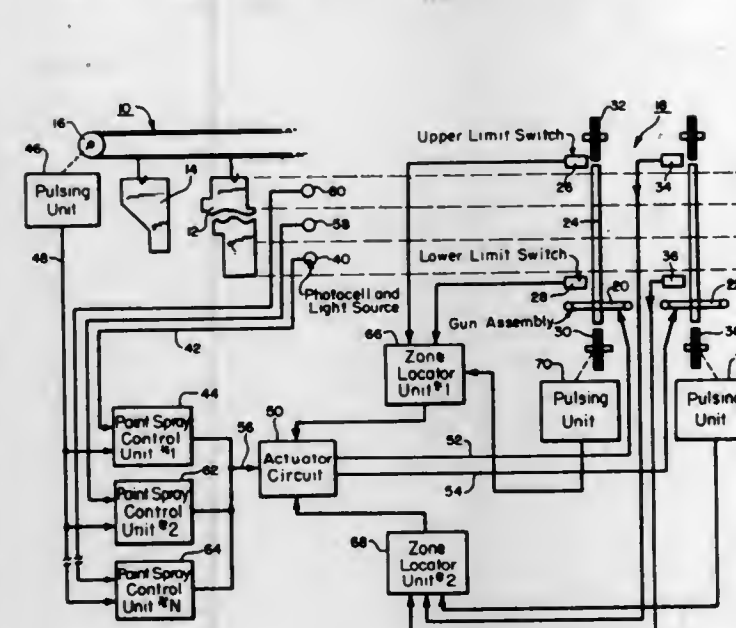 10
32
18
16
46
Upper Limit Switch
26
34
Pulsing
Unit
14
60
12
58
24
48
Lower Limit Switch
40
36
20
28
Photocell and
Light Source
Gun Assembly
30
42
66
Zone
Locator
Unit #1
70
44
50
Pulsing
Unit
Paint Spray
Control
Unit #1
56
Actuator
Circuit
52
54
62
Paint Spray
Control
Unit #2
68
Zone
Locator
Unit #2
64
Paint Spray
Control
Unit #N
Unit